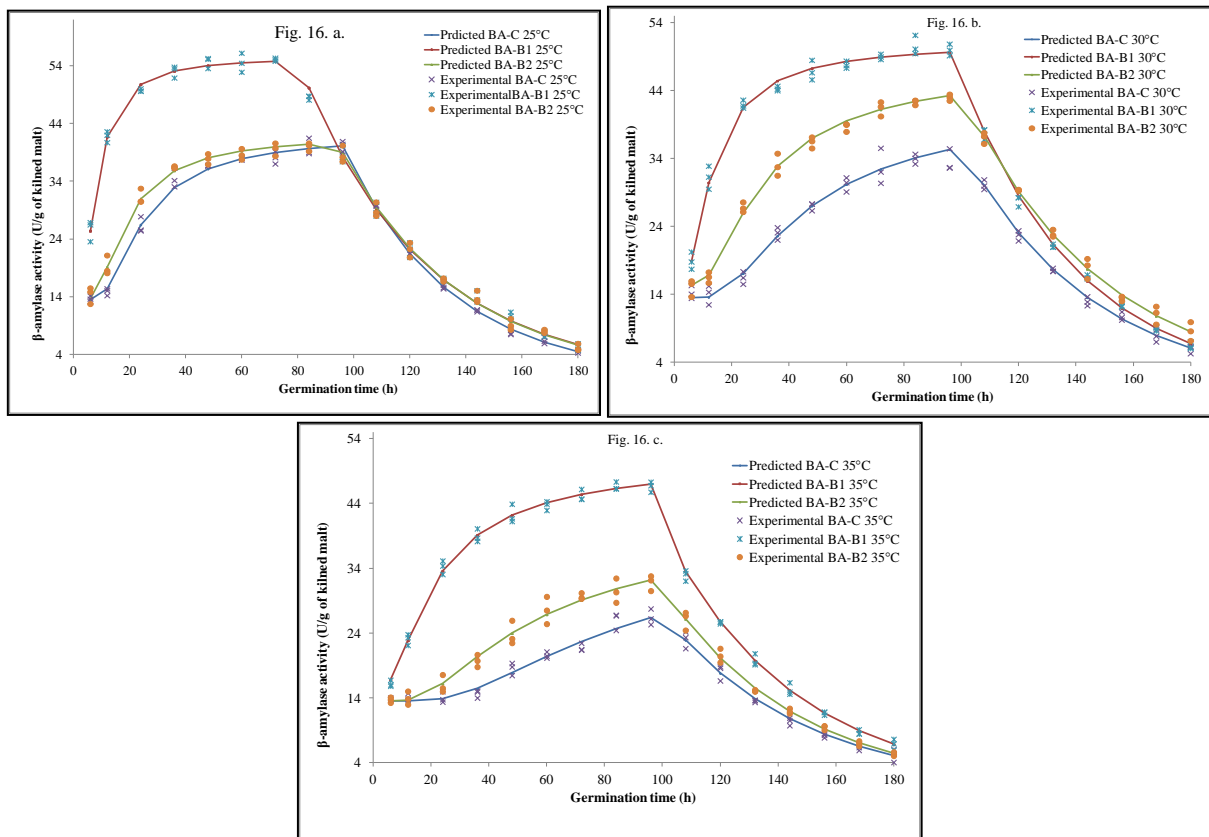 Fig. 16. a.
54
44
34
24
14
4
β-amylase activity (U/g of kilned malt)
0 20 40 60 80 100 120 140 160 180
Germination time (h)
Prdicted BA-C 25°C
Predicted BA-B1 25°C
Predicted BA-B2 25°C
Experimental BA-C 25°C
ExperimentalBA-B1 25°C
Experimental BA-B2 25°C
Fig. 16. b.
54
44
34
24
14
4
β-amylase activity (U/g of kilned malt)
0 20 40 60 80 100 120 140 160 180
Germination time (h)
Predicted BA-C 30°C
Predicted BA-B1 30°C
Predicted BA-B2 30°C
Experimental BA-C 30°C
Experimental BA-B1 30°C
Experimental BA-B2 30°C
Fig. 16. c.
54
44
34
24
14
4
β-amylase activity (U/g of kilned malt)
0 20 40 60 80 100 120 140 160 180
Germination time (h)
Predicted BA-C 35°C
Predicted BA-B1 35°C
Predicted BA-B2 35°C
Experimental BA-C 35°C
Experimental BA-B1 35°C
Experimental BA-B2 35°C